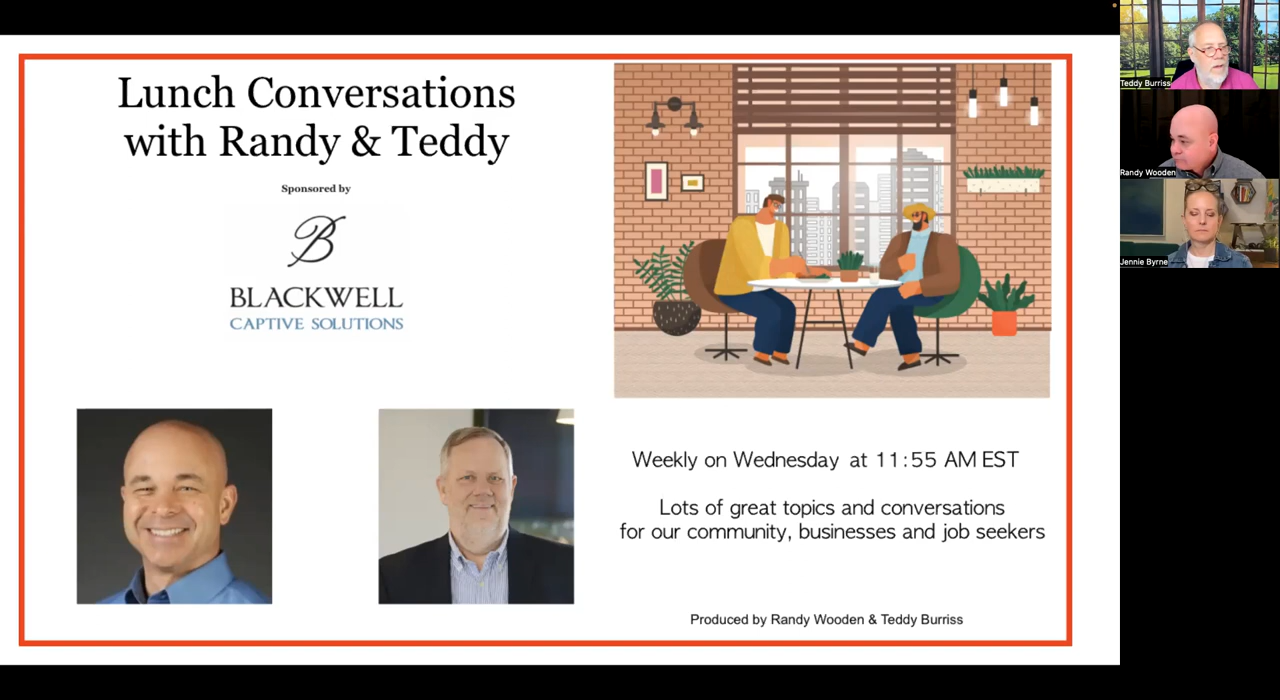 Lunch Conversations
with Randy & Teddy
Sponsored by
B
BLACKWELL
CAPTIVE SOLUTIONS
Weekly on Wednesday at 11:55 AM EST
Lots of great topics and conversations
for our community, businesses and job seekers
Produced by Randy Wooden & Teddy Burriss
Teddy Burriss
Randy Wooden
Jennie Byrne